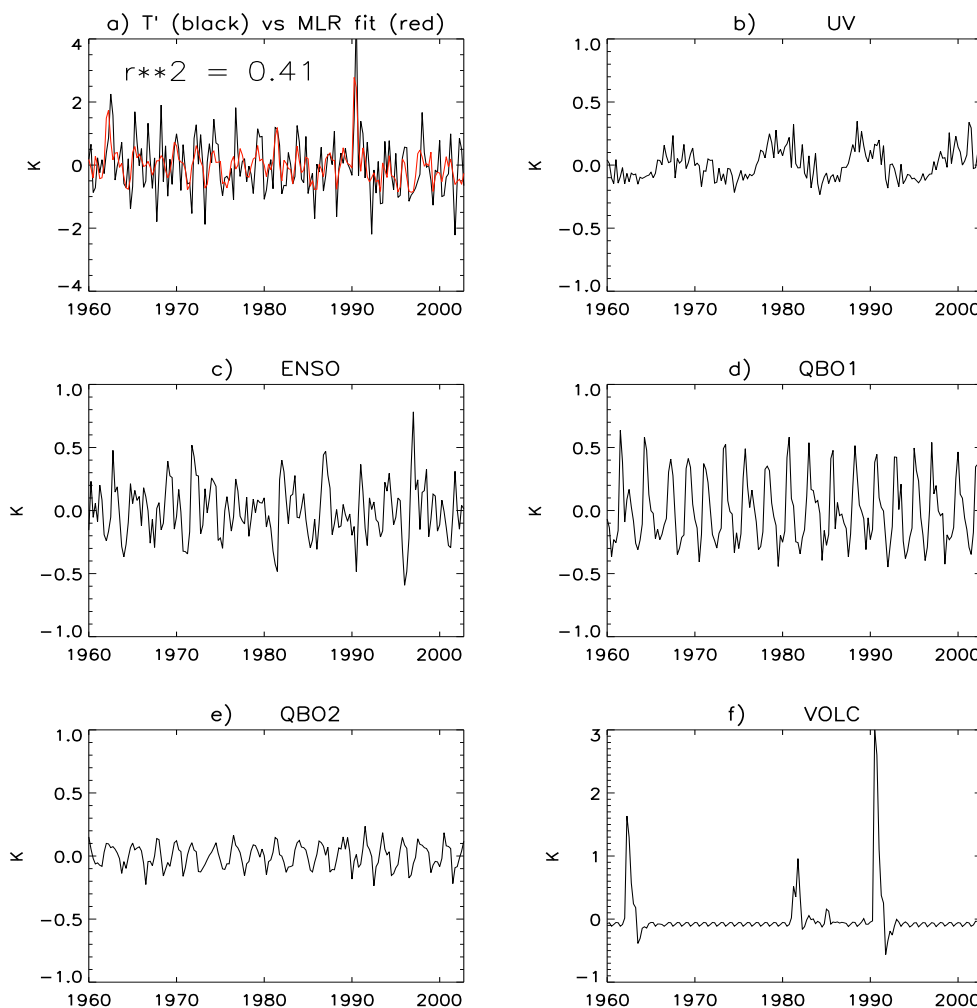 a) T' (black) vs MLR fit (red)
r**2 = 0.41
4
2
0
−2
−4
K
1960 1970 1980 1990 2000
b) UV
1.0
0.5
0.0
−0.5
−1.0
K
1960 1970 1980 1990 2000
c) ENSO
1.0
0.5
0.0
−0.5
−1.0
K
1960 1970 1980 1990 2000
d) QBO1
1.0
0.5
0.0
−0.5
−1.0
K
1960 1970 1980 1990 2000
e) QBO2
1.0
0.5
0.0
−0.5
−1.0
K
1960 1970 1980 1990 2000
f) VOLC
3
2
1
0
−1
K
1960 1970 1980 1990 2000